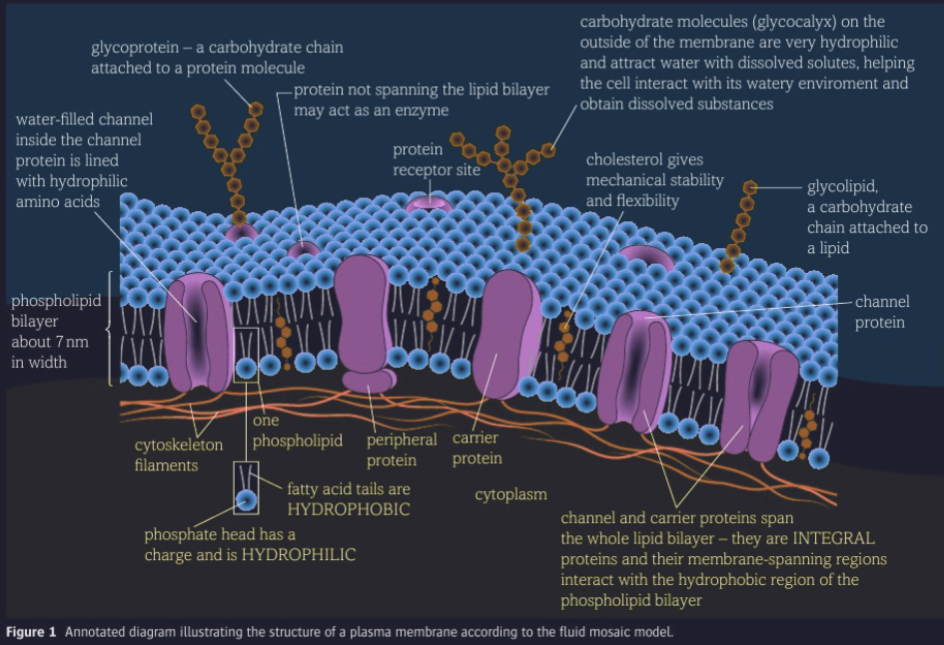 glycoprotein – a carbohydrate chain
attached to a protein molecule
carbohydrate molecules (glycocalyx) on the
outside of the membrane are very hydrophilic
and attract water with dissolved solutes, helping
the cell interact with its watery enviroment and
obtain dissolved substances
protein not spanning the lipid bilayer
may act as an enzyme
water-filled channel
inside the channel
protein is lined
with hydrophilic
amino acids
protein
receptor site
cholesterol gives
mechanical stability
and flexibility
glycolipid,
a carbohydrate
chain attached to
a lipid
phospholipid
bilayer
about 7 nm
in width
channel
protein
cytoskeleton
filaments
one
phospholipid
peripheral
protein
carrier
protein
fatty acid tails are
HYDROPHOBIC
cytoplasm
phosphate head has a
charge and is HYDROPHILIC
channel and carrier proteins span
the whole lipid bilayer – they are INTEGRAL
proteins and their membrane-spanning regions
interact with the hydrophobic region of the
phospholipid bilayer
Figure 1 Annotated diagram illustrating the structure of a plasma membrane according to the fluid mosaic model.